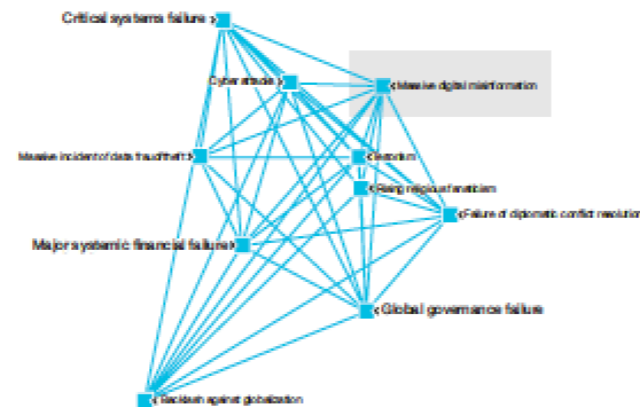 Critical systems failure
Cyber attacks
Massive digital misinformation
Massive incident of data fraud/theft
Terrorism
Rising religious fanaticism
Failure of diplomatic conflict resolution
Major systemic financial failure
Global governance failure
Backlash against globalization